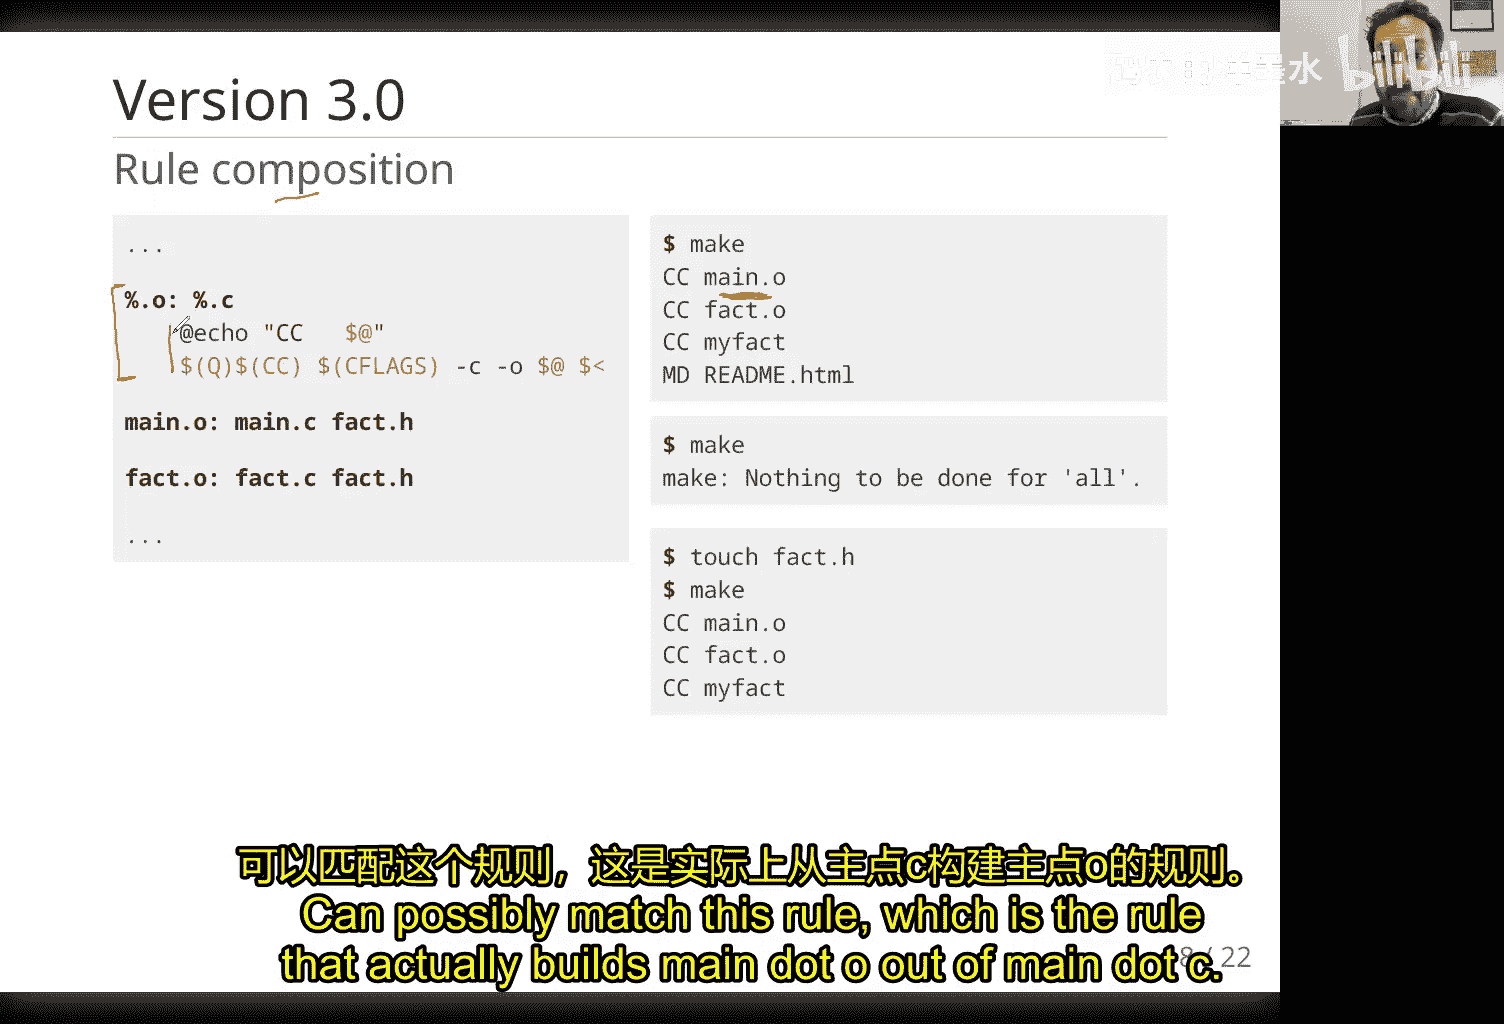 Version 3.0
Rule composition
...
%.o: %.c
@echo "CC   $@"
$(Q)$(CC) $(CFLAGS) -c -o $@ $<
main.o: main.c fact.h
fact.o: fact.c fact.h
...
$ make
CC main.o
CC fact.o
CC myfact
MD README.html
$ make
make: Nothing to be done for 'all'.
$ touch fact.h
$ make
CC main.o
CC fact.o
CC myfact
可以匹配这个规则，这是实际上从主点c构建主点o的规则。
Can possibly match this rule, which is the rule
that actually builds main dot o out of main dot c.
8 / 22
bilibili